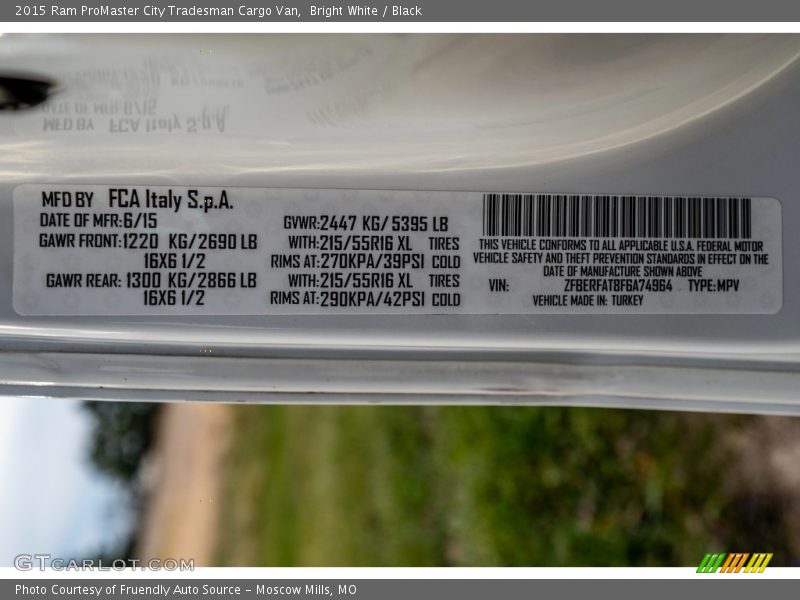 2015 Ram ProMaster City Tradesman Cargo Van,  Bright White / Black
MFD BY  FCA Italy S.p.A.
DATE OF MFR:6/15
GAWR FRONT:1220  KG/2690 LB
16X6 1/2
GAWR REAR: 1300  KG/2866 LB
16X6 1/2
GVWR:2447 KG/ 5395 LB
WITH:215/55R16 XL  TIRES
RIMS AT:270KPA/39PSI  COLD
WITH:215/55R16 XL  TIRES
RIMS AT:290KPA/42PSI  COLD
THIS VEHICLE CONFORMS TO ALL APPLICABLE U.S.A. FEDERAL MOTOR
VEHICLE SAFETY AND THEFT PREVENTION STANDARDS IN EFFECT ON THE
DATE OF MANUFACTURE SHOWN ABOVE
VIN:  ZFBERFAT8F6A74964  TYPE:MPV
VEHICLE MADE IN: TURKEY
GTCARLOT.COM
Photo Courtesy of Fruendly Auto Source – Moscow Mills, MO